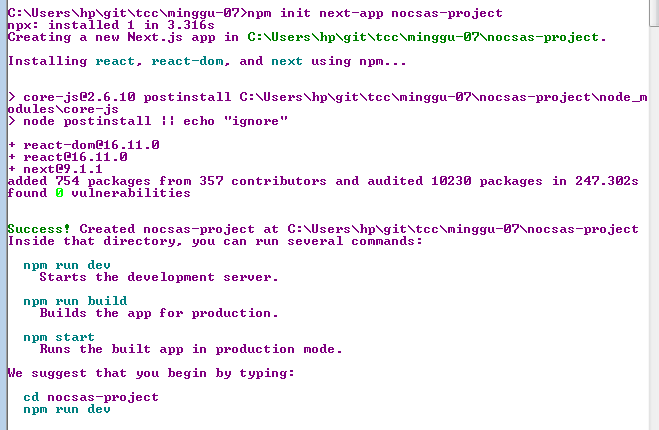 C:\Users\hp\git\tcc\minggu-07>npm init next-app nocsas-project
npx: installed 1 in 3.316s
Creating a new Next.js app in C:\Users\hp\git\tcc\minggu-07\nocsas-project.
Installing react, react-dom, and next using npm...
> core-js@2.6.10 postinstall C:\Users\hp\git\tcc\minggu-07\nocsas-project\node_m
odules\core-js
> node postinstall || echo "ignore"
+ react-dom@16.11.0
+ react@16.11.0
+ next@9.1.1
added 754 packages from 357 contributors and audited 10230 packages in 247.302s
found 0 vulnerabilities
Success! Created nocsas-project at C:\Users\hp\git\tcc\minggu-07\nocsas-project
Inside that directory, you can run several commands:
npm run dev
Starts the development server.
npm run build
Builds the app for production.
npm start
Runs the built app in production mode.
We suggest that you begin by typing:
cd nocsas-project
npm run dev